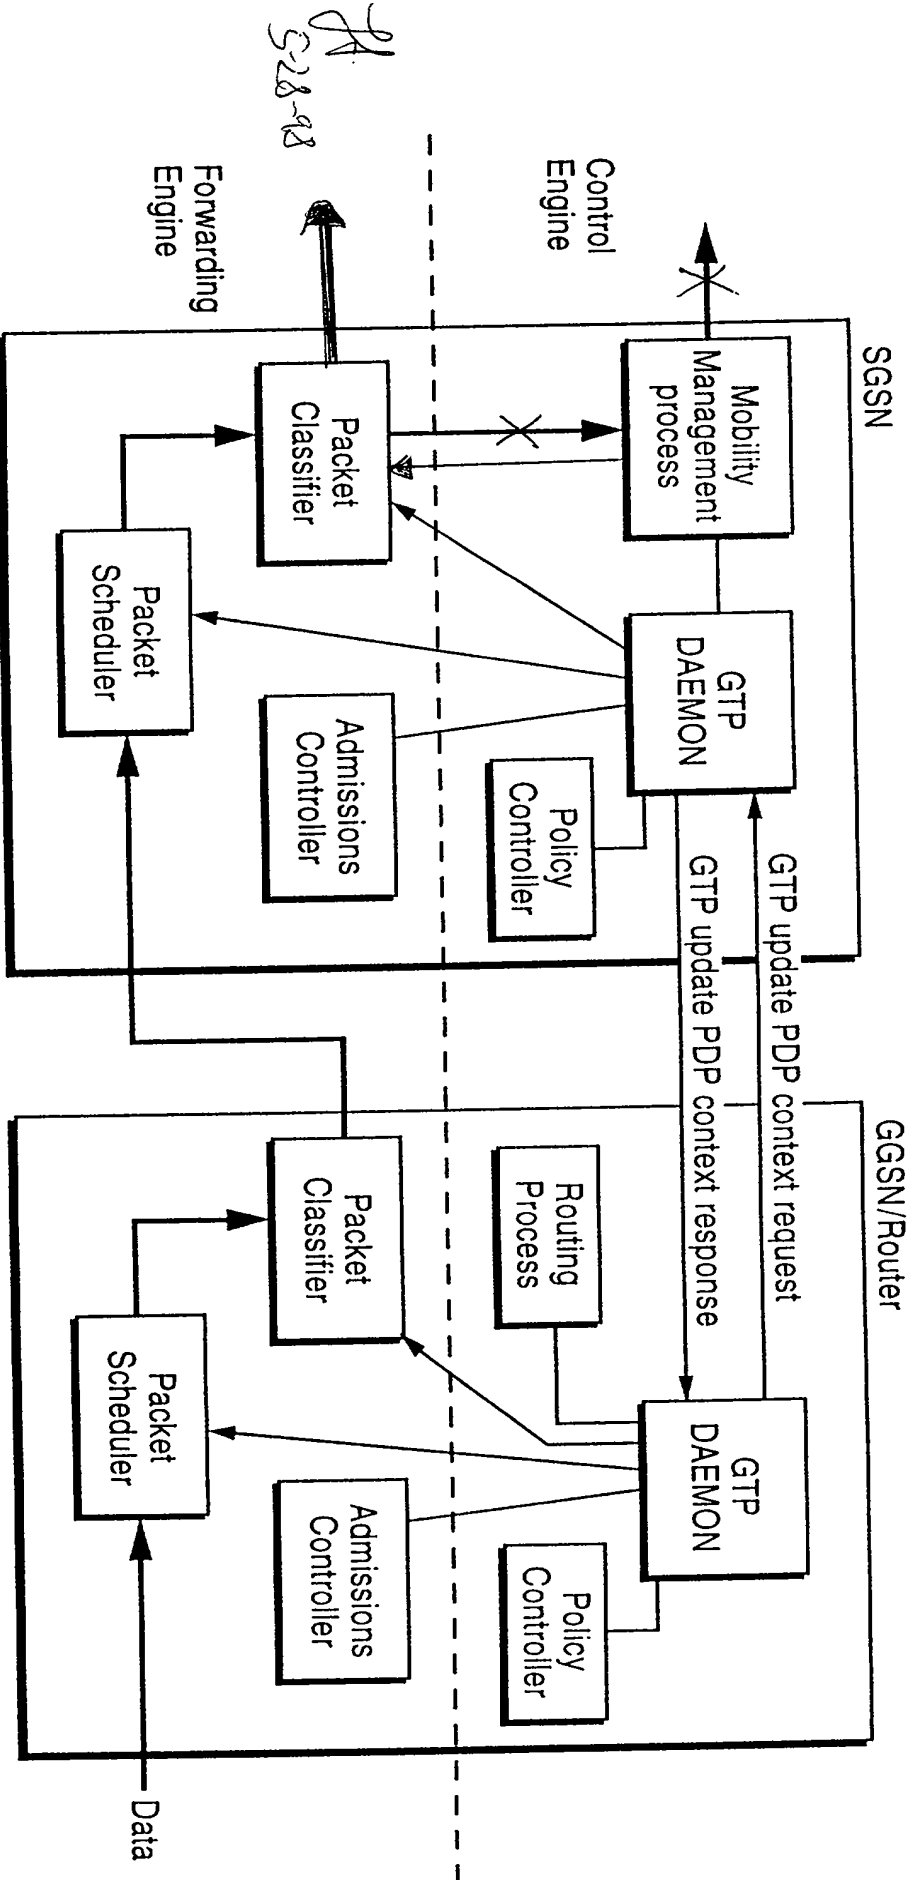 SGSN
GGSN/Router
Control
Engine
Mobility
Management
process
GTP
DAEMON
GTP update PDP context request
GTP update PDP context response
GTP
DAEMON
Policy
Controller
Routing
Process
Policy
Controller
Forwarding
Engine
Packet
Classifier
Admissions
Controller
Packet
Classifier
Admissions
Controller
Packet
Scheduler
Packet
Scheduler
Data
5-28-98